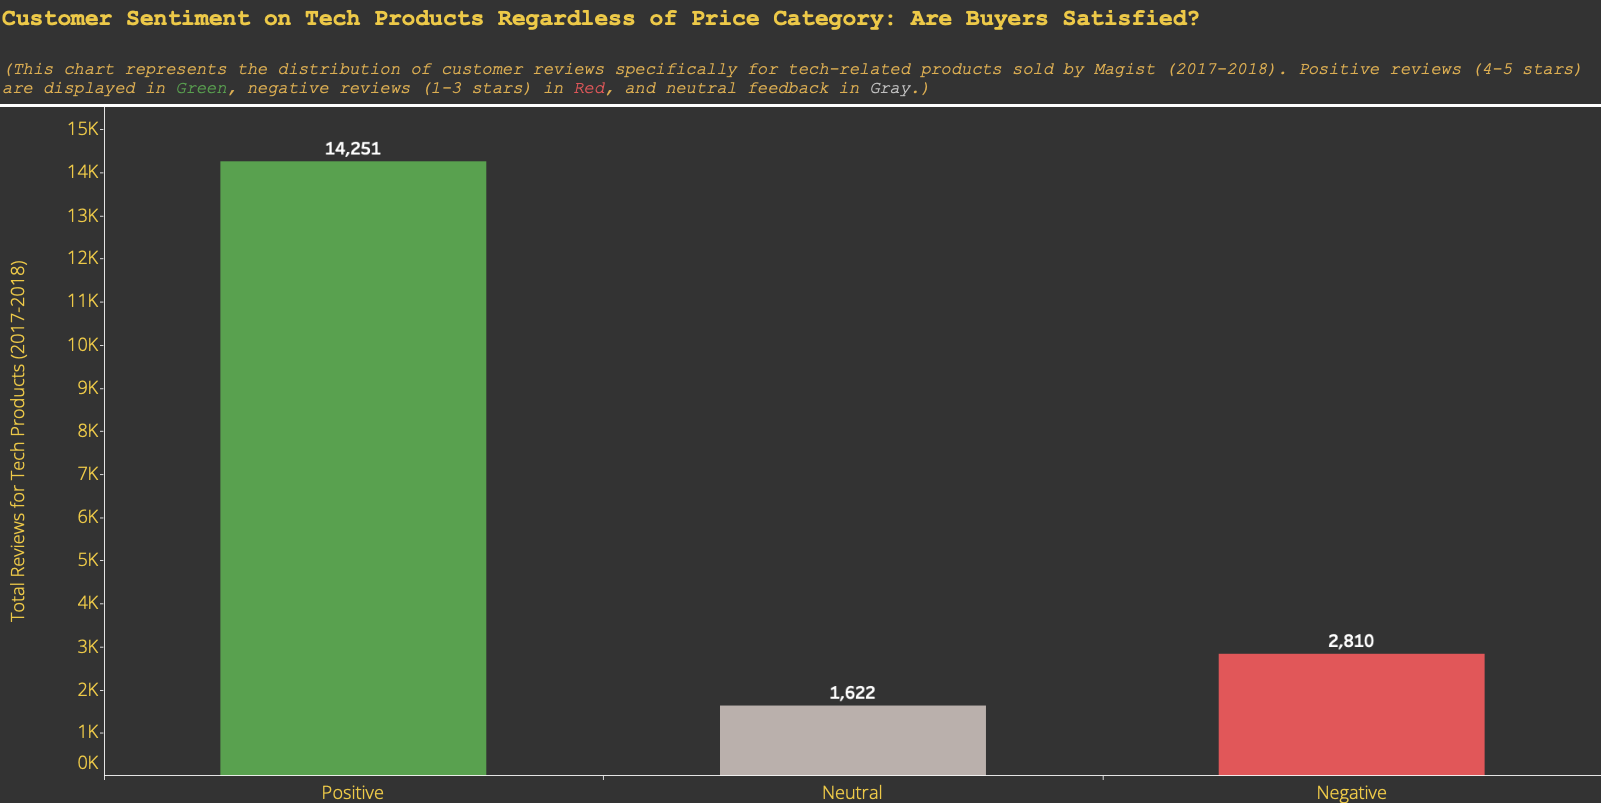 Customer Sentiment on Tech Products Regardless of Price Category: Are Buyers Satisfied?
(This chart represents the distribution of customer reviews specifically for tech-related products sold by Magist (2017-2018). Positive reviews (4-5 stars)
are displayed in Green, negative reviews (1-3 stars) in Red, and neutral feedback in Gray.)
Total Reviews for Tech Products (2017-2018)
15K
14K
13K
12K
11K
10K
9K
8K
7K
6K
5K
4K
3K
2K
1K
0K
14,251
1,622
2,810
Positive
Neutral
Negative